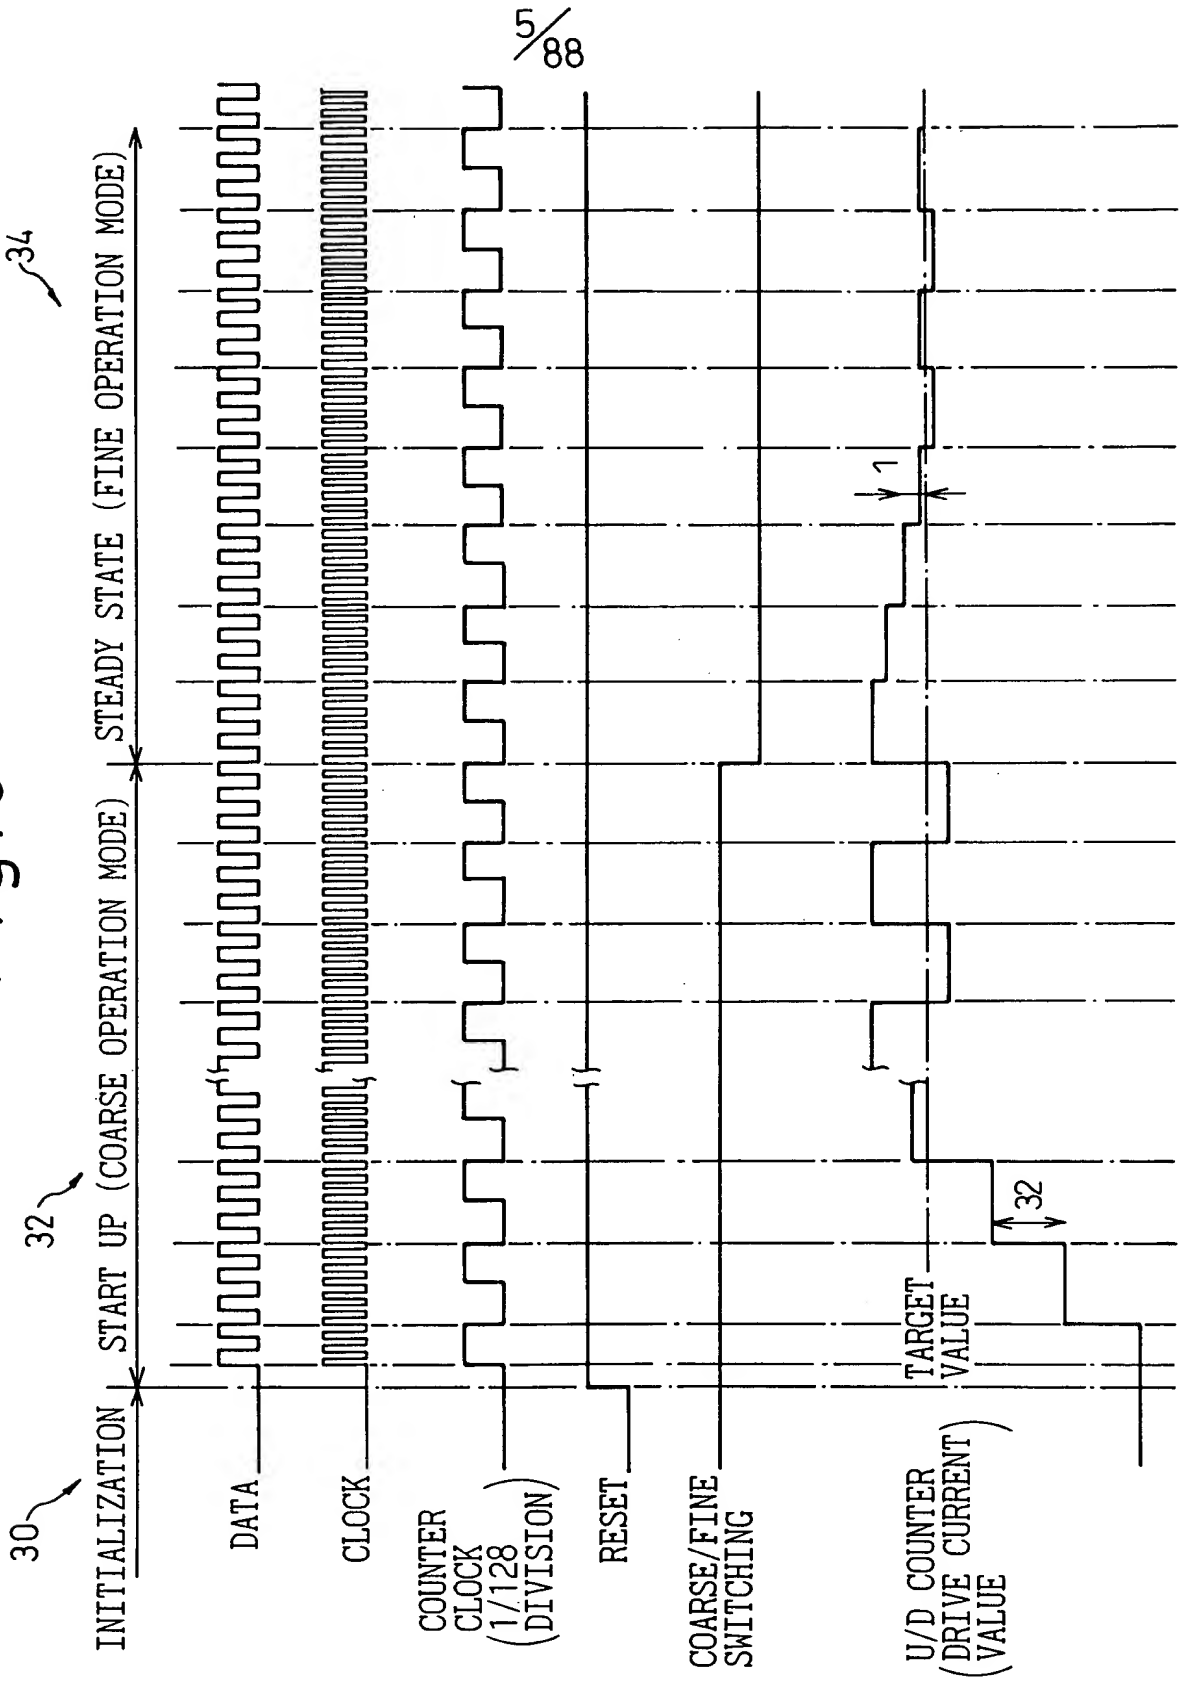 5/88
30
32
34
INITIALIZATION
START UP (COARSE OPERATION MODE)
STEADY STATE (FINE OPERATION MODE)
DATA
CLOCK
COUNTER
CLOCK
(1/128
DIVISION)
RESET
COARSE/FINE
SWITCHING
U/D COUNTER
(DRIVE CURRENT
VALUE)
TARGET
VALUE
32
1